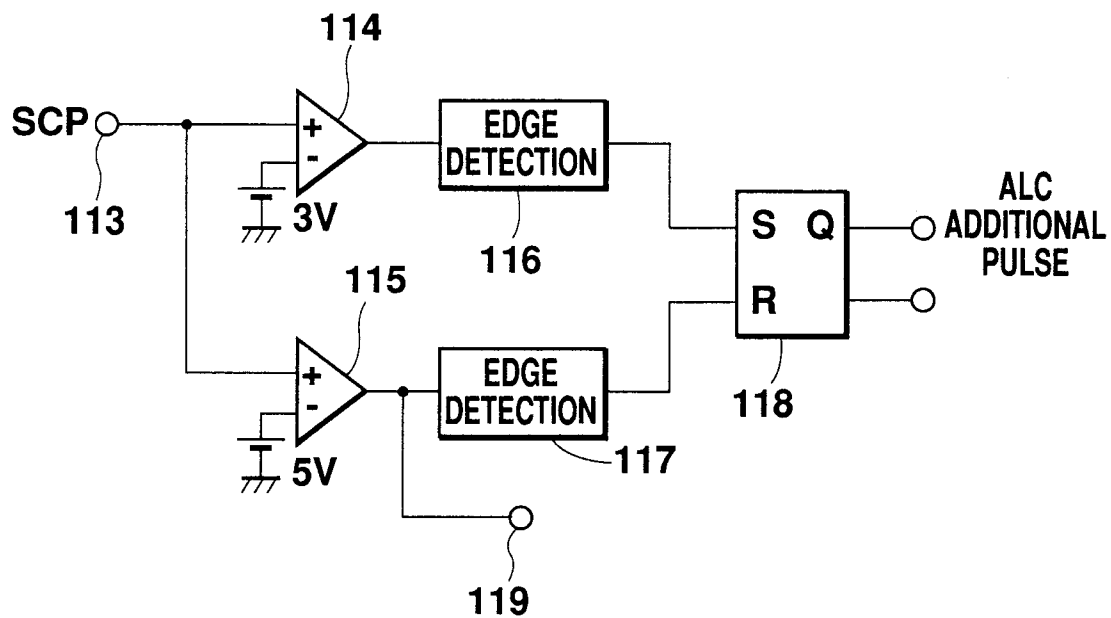 114
SCP
+
-
EDGE
DETECTION
113
3V
116
S Q
R
ALC
ADDITIONAL
PULSE
115
+
-
EDGE
DETECTION
118
5V
117
119